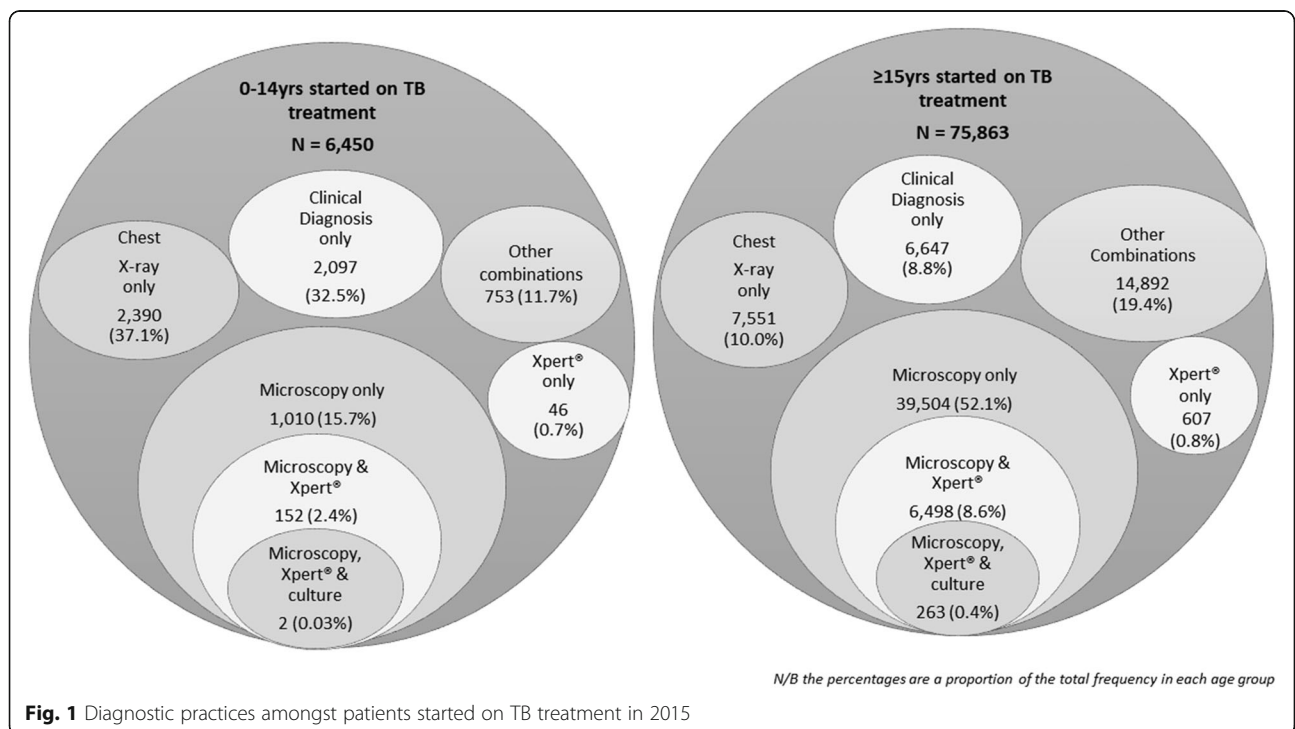 0-14yrs started on TB
treatment
N = 6,450
Clinical
Diagnosis
only
2,097
(32.5%)
Chest
X-ray
only
2,390
(37.1%)
Other
combinations
753 (11.7%)
Xpert® 
only
46
(0.7%)
Microscopy only
1,010 (15.7%)
Microscopy &
Xpert®
152 (2.4%)
Microscopy,
Xpert® &
culture
2 (0.03%)
≥15yrs started on TB
treatment
N = 75,863
Clinical
Diagnosis
only
6,647
(8.8%)
Chest
X-ray
only
7,551
(10.0%)
Other
Combinations
14,892
(19.4%)
Xpert®
only
607
(0.8%)
Microscopy only
39,504 (52.1%)
Microscopy &
Xpert®
6,498 (8.6%)
Microscopy,
Xpert® &
culture
263 (0.4%)
N/B the percentages are a proportion of the total frequency in each age group
Fig. 1 Diagnostic practices amongst patients started on TB treatment in 2015